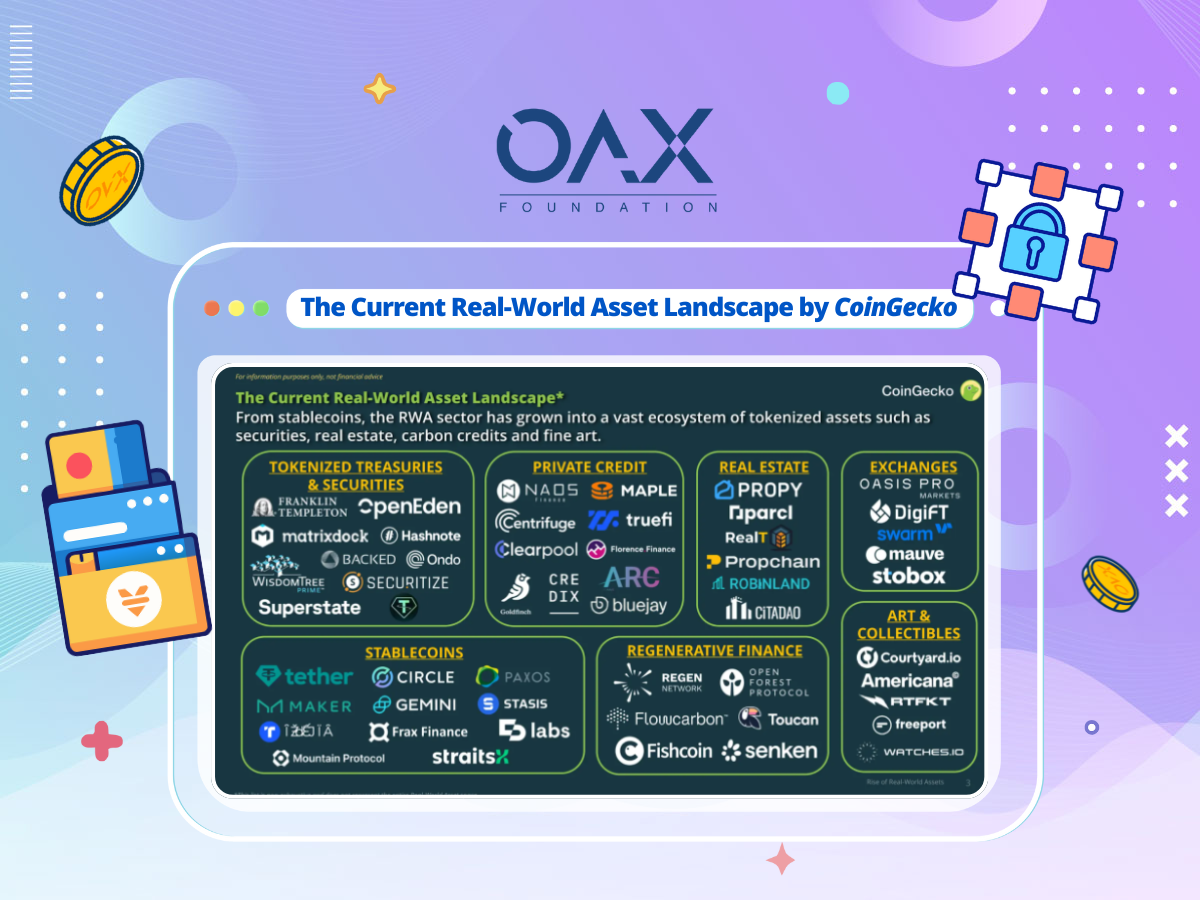 OAX
FOUNDATION
The Current Real-World Asset Landscape by CoinGecko
For information purposes only, not financial advice
CoinGecko
The Current Real-World Asset Landscape*
From stablecoins, the RWA sector has grown into a vast ecosystem of tokenized assets such as
securities, real estate, carbon credits and fine art.
TOKENIZED TREASURIES
& SECURITIES
FRANKLIN
TEMPLETON
OpenEden
matrixdock
Hashnote
WISDOMTREE
PRIME
BACKED
Ondo
SECURITIZE
Superstate
PRIVATE CREDIT
NAOS
FINANCE
MAPLE
Centrifuge
truefi
Clearpool
Florence Finance
Goldfinch
CRE
DIX
ARC
bluejay
REAL ESTATE
PROPY
parcl
RealT
Propchain
ROBINLAND
CITADAO
EXCHANGES
OASIS PRO
MARKETS
DigiFT
swarm
mauve
stobox
ART &
COLLECTIBLES
Courtyard.io
Americana©
RTFKT
freeport
WATCHES.IO
STABLECOINS
tether
CIRCLE
PAXOS
MAKER
GEMINI
STASIS
Frax Finance
labs
Mountain Protocol
straitsX
REGENERATIVE FINANCE
REGEN
NETWORK
OPEN
FOREST
PROTOCOL
Flowcarbon™
Toucan
Fishcoin
senken
Rise of Real-World Assets
3